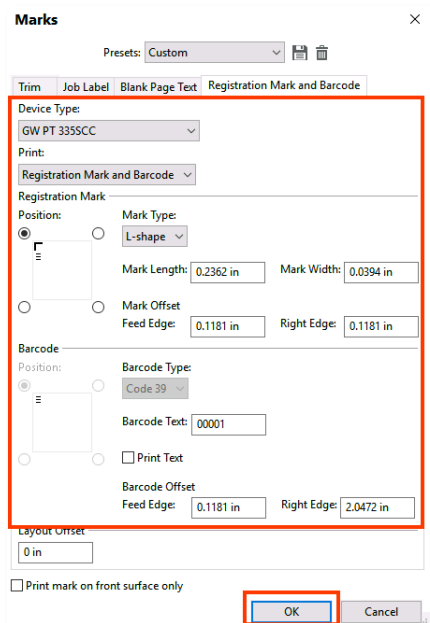 Marks
Presets: Custom
Trim Job Label Blank Page Text Registration Mark and Barcode
Device Type:
GW PT 335SCC
Print:
Registration Mark and Barcode
Registration Mark
Position: Mark Type:
L-shape
Mark Length: 0.2362 in Mark Width: 0.0394 in
Mark Offset
Feed Edge: 0.1181 in Right Edge: 0.1181 in
Barcode
Position: Barcode Type:
Code 39
Barcode Text: 00001
Print Text
Barcode Offset
Feed Edge: 0.1181 in Right Edge: 2.0472 in
Layout Offset
0 in
Print mark on front surface only
OK Cancel